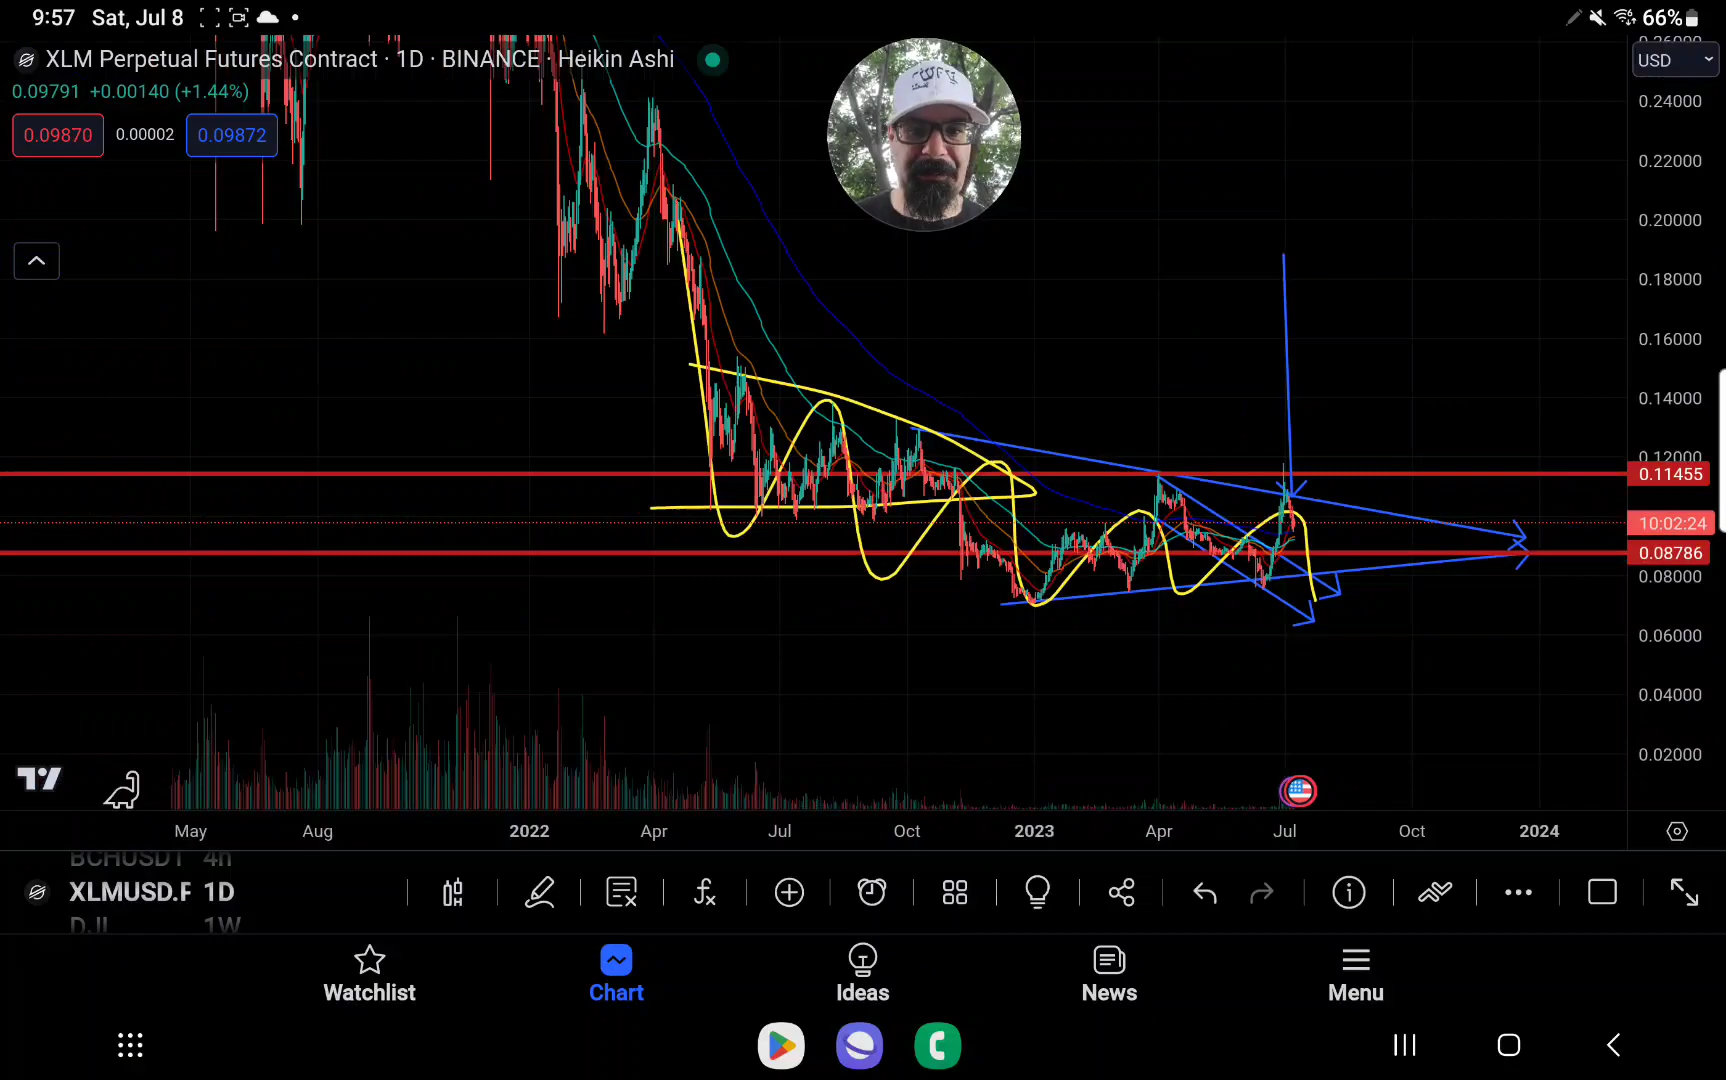 9:57 Sat, Jul 8
66%
XLM Perpetual Futures Contract · 1D · BINANCE · Heikin Ashi
0.09791 +0.00140 (+1.44%)
0.09870 0.00002 0.09872
USD
0.26000
0.24000
0.22000
0.20000
0.18000
0.16000
0.14000
0.12000
0.11455
10:02:24
0.08786
0.08000
0.06000
0.04000
0.02000
May Aug 2022 Apr Jul Oct 2023 Apr Jul Oct 2024
BCHUSDT 4h
XLMUSD.P 1D
DJI 1W
Watchlist Chart Ideas News Menu